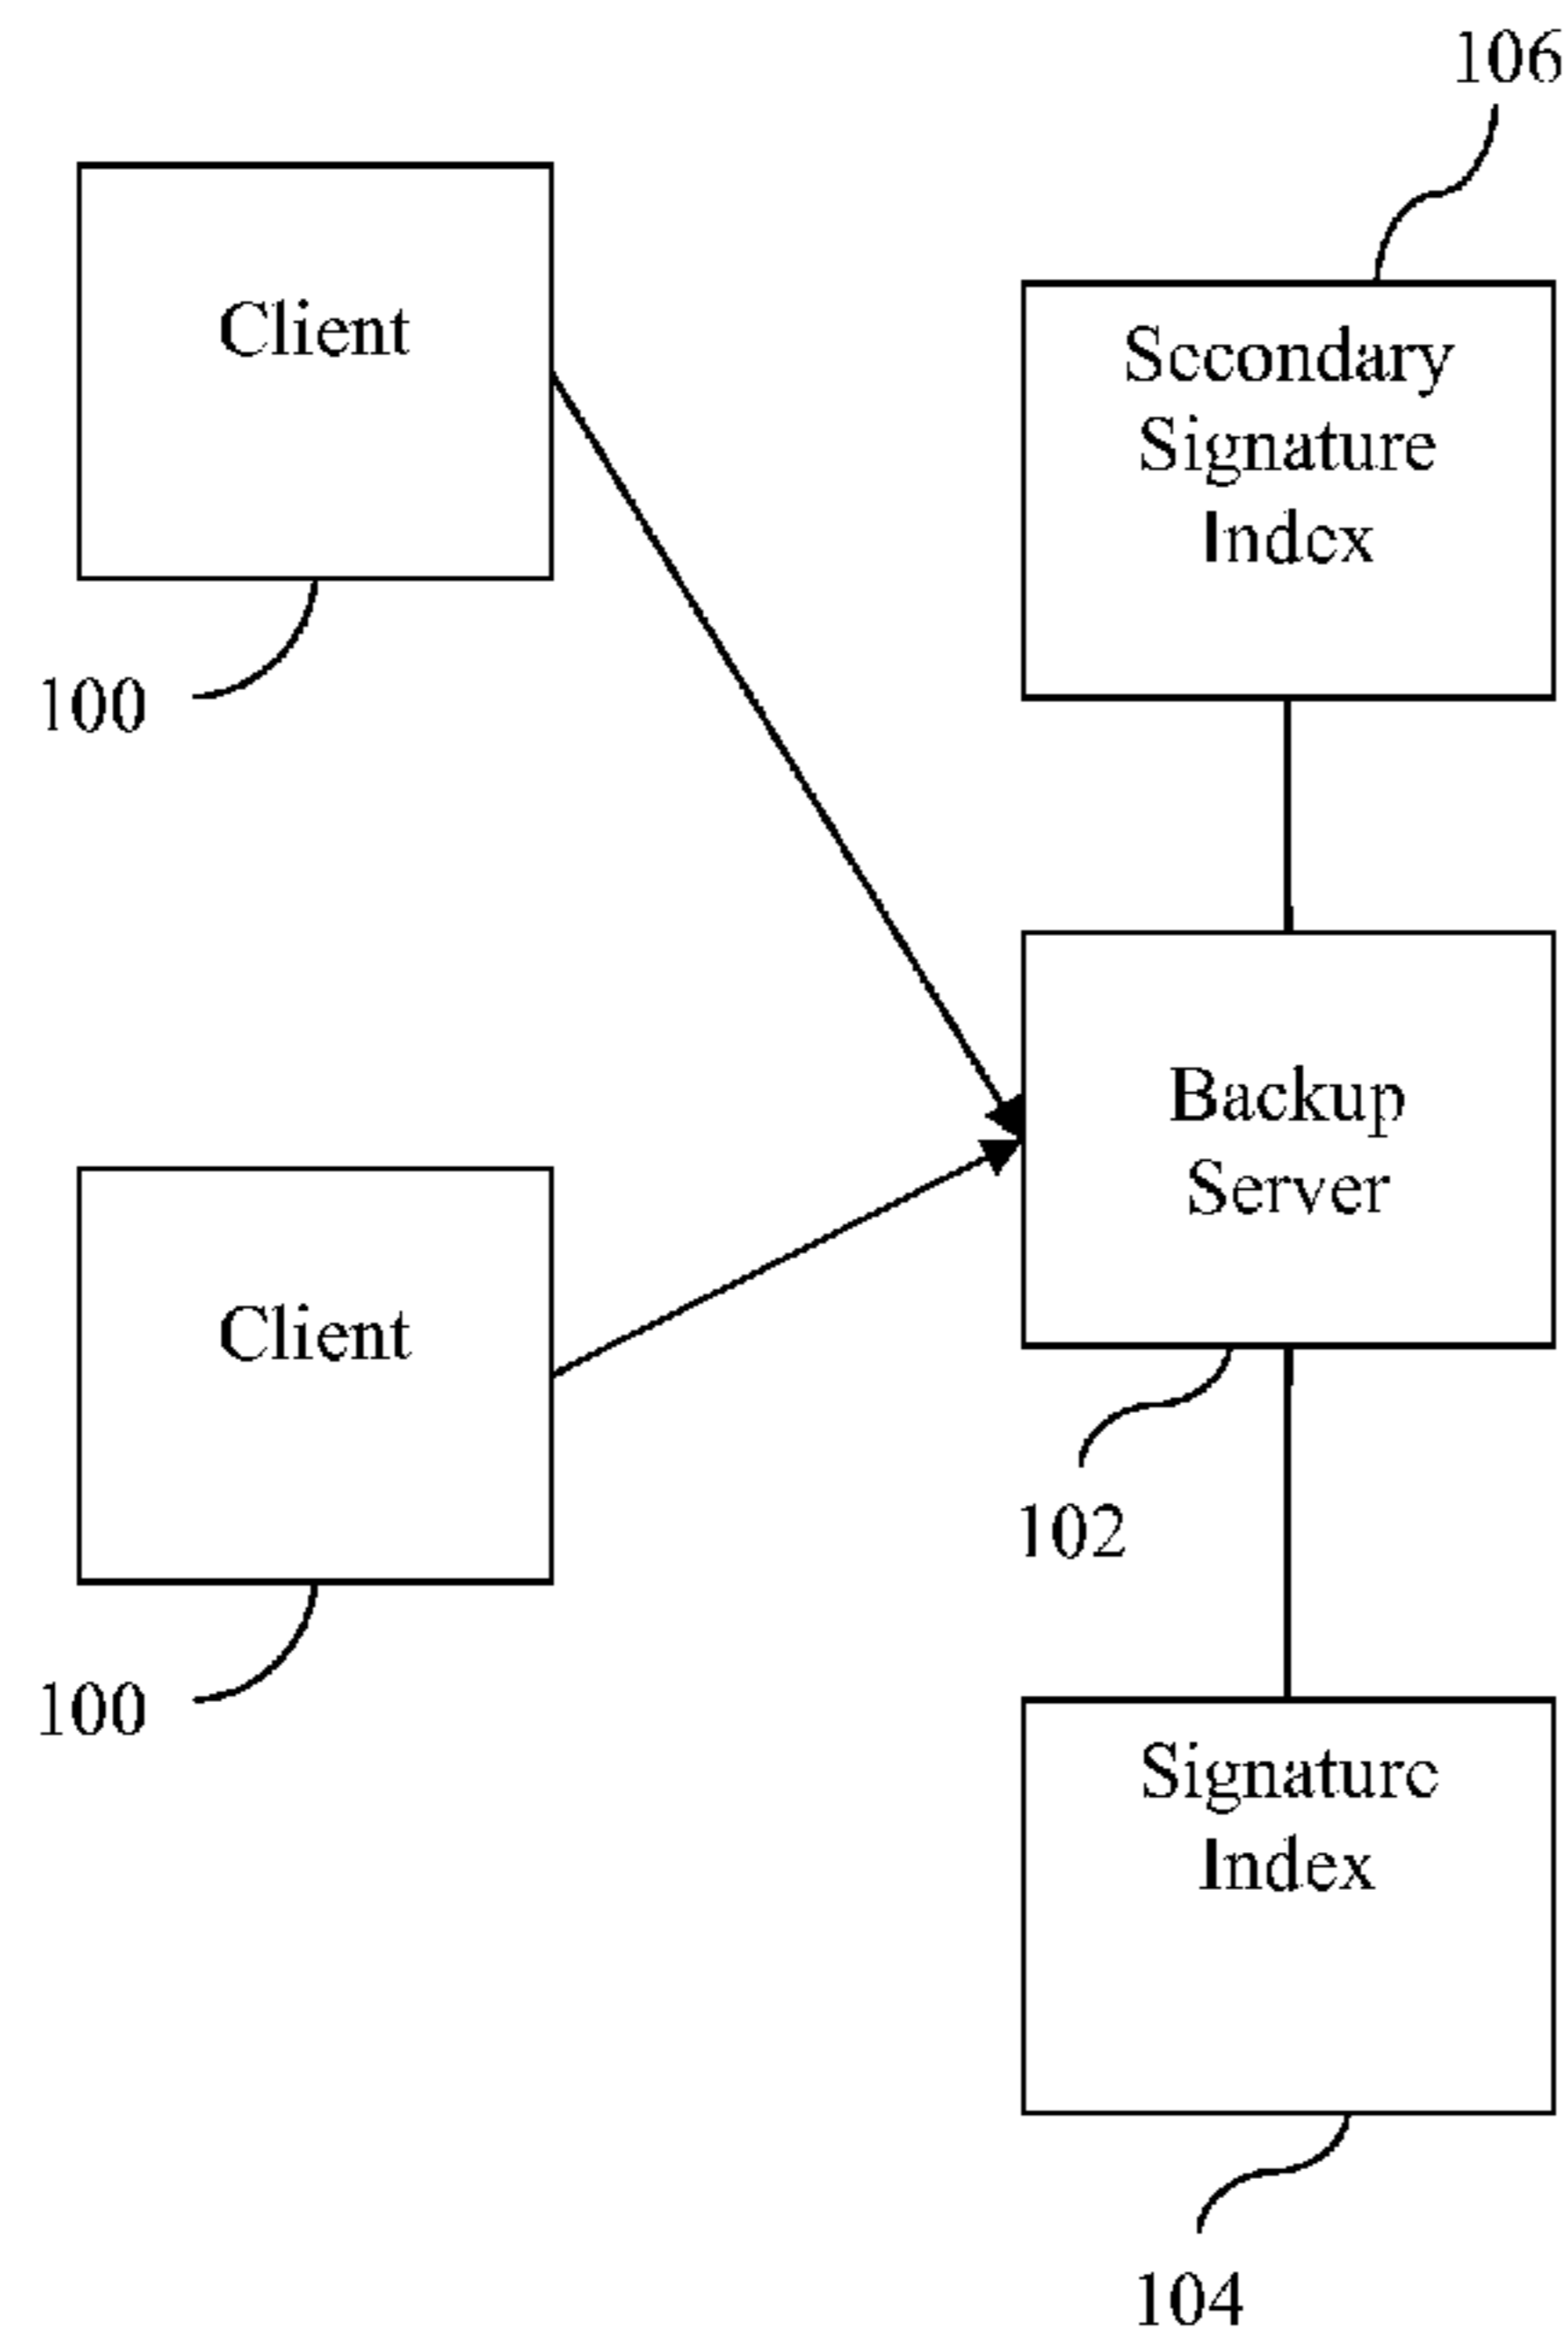 106
Client
Secondary
Signature
Index
100
Backup
Server
Client
102
100
Signature
Index
104